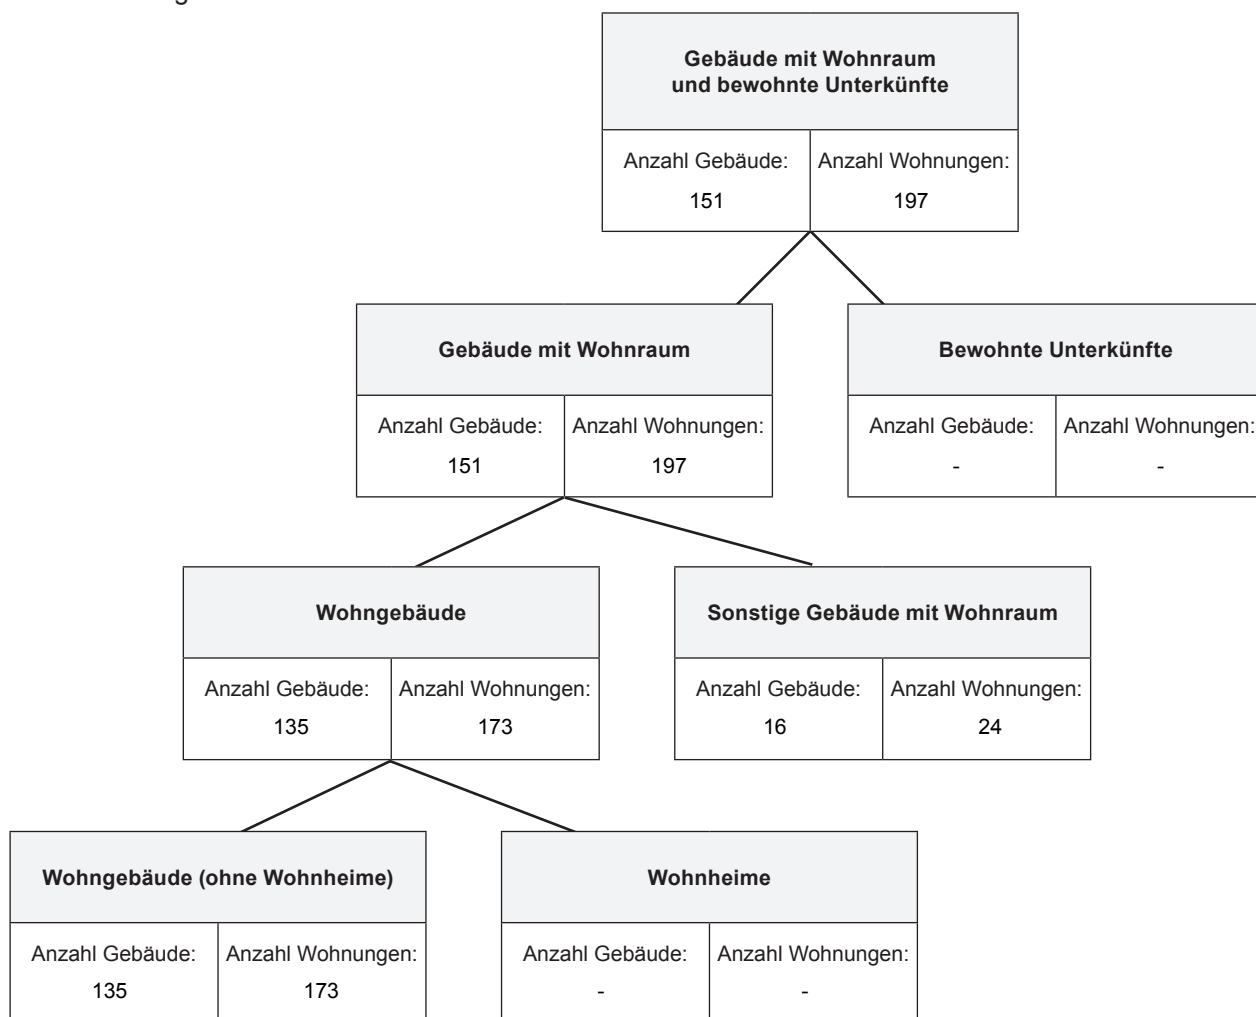 Gebäude mit Wohnraum
und bewohnte Unterkünfte
Anzahl Gebäude: Anzahl Wohnungen:
151 197
Gebäude mit Wohnraum
Anzahl Gebäude: Anzahl Wohnungen:
151 197
Bewohnte Unterkünfte
Anzahl Gebäude: Anzahl Wohnungen:
- -
Wohngebäude
Anzahl Gebäude: Anzahl Wohnungen:
135 173
Sonstige Gebäude mit Wohnraum
Anzahl Gebäude: Anzahl Wohnungen:
16 24
Wohngebäude (ohne Wohnheime)
Anzahl Gebäude: Anzahl Wohnungen:
135 173
Wohnheime
Anzahl Gebäude: Anzahl Wohnungen:
- -